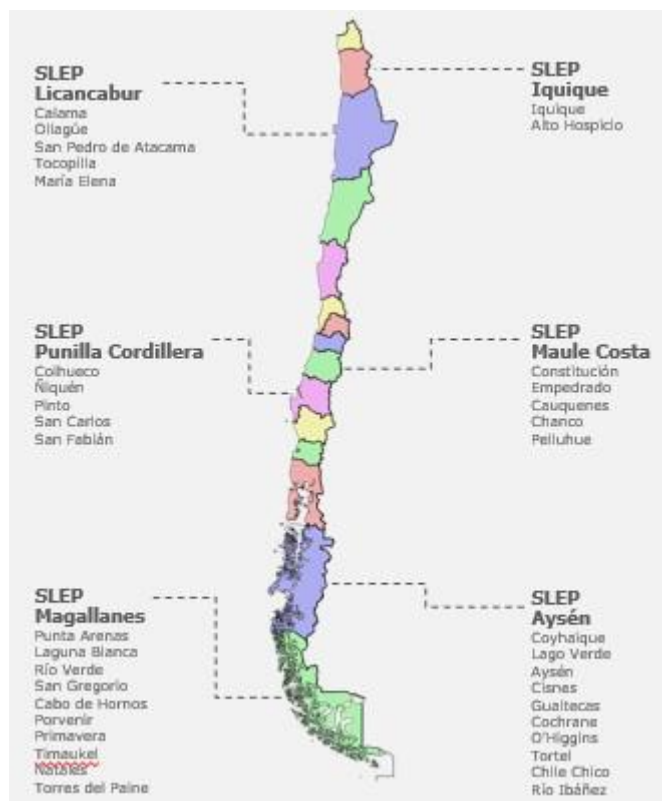 SLEP
Licancabur
Calama
Ollagüe
San Pedro de Atacama
Tocopilla
María Elena
SLEP
Iquique
Iquique
Alto Hospicio
SLEP
Punilla Cordillera
Coihueco
Ñiquén
Pinto
San Carlos
San Fabián
SLEP
Maule Costa
Constitución
Empedrado
Cauquenes
Chanco
Pelluhue
SLEP
Magallanes
Punta Arenas
Laguna Blanca
Río Verde
San Gregorio
Cabo de Hornos
Porvenir
Primavera
Timaukel
Natales
Torres del Paine
SLEP
Aysén
Coyhaique
Lago Verde
Aysén
Cisnes
Guaitecas
Cochrane
O'Higgins
Tortel
Chile Chico
Río Ibáñez